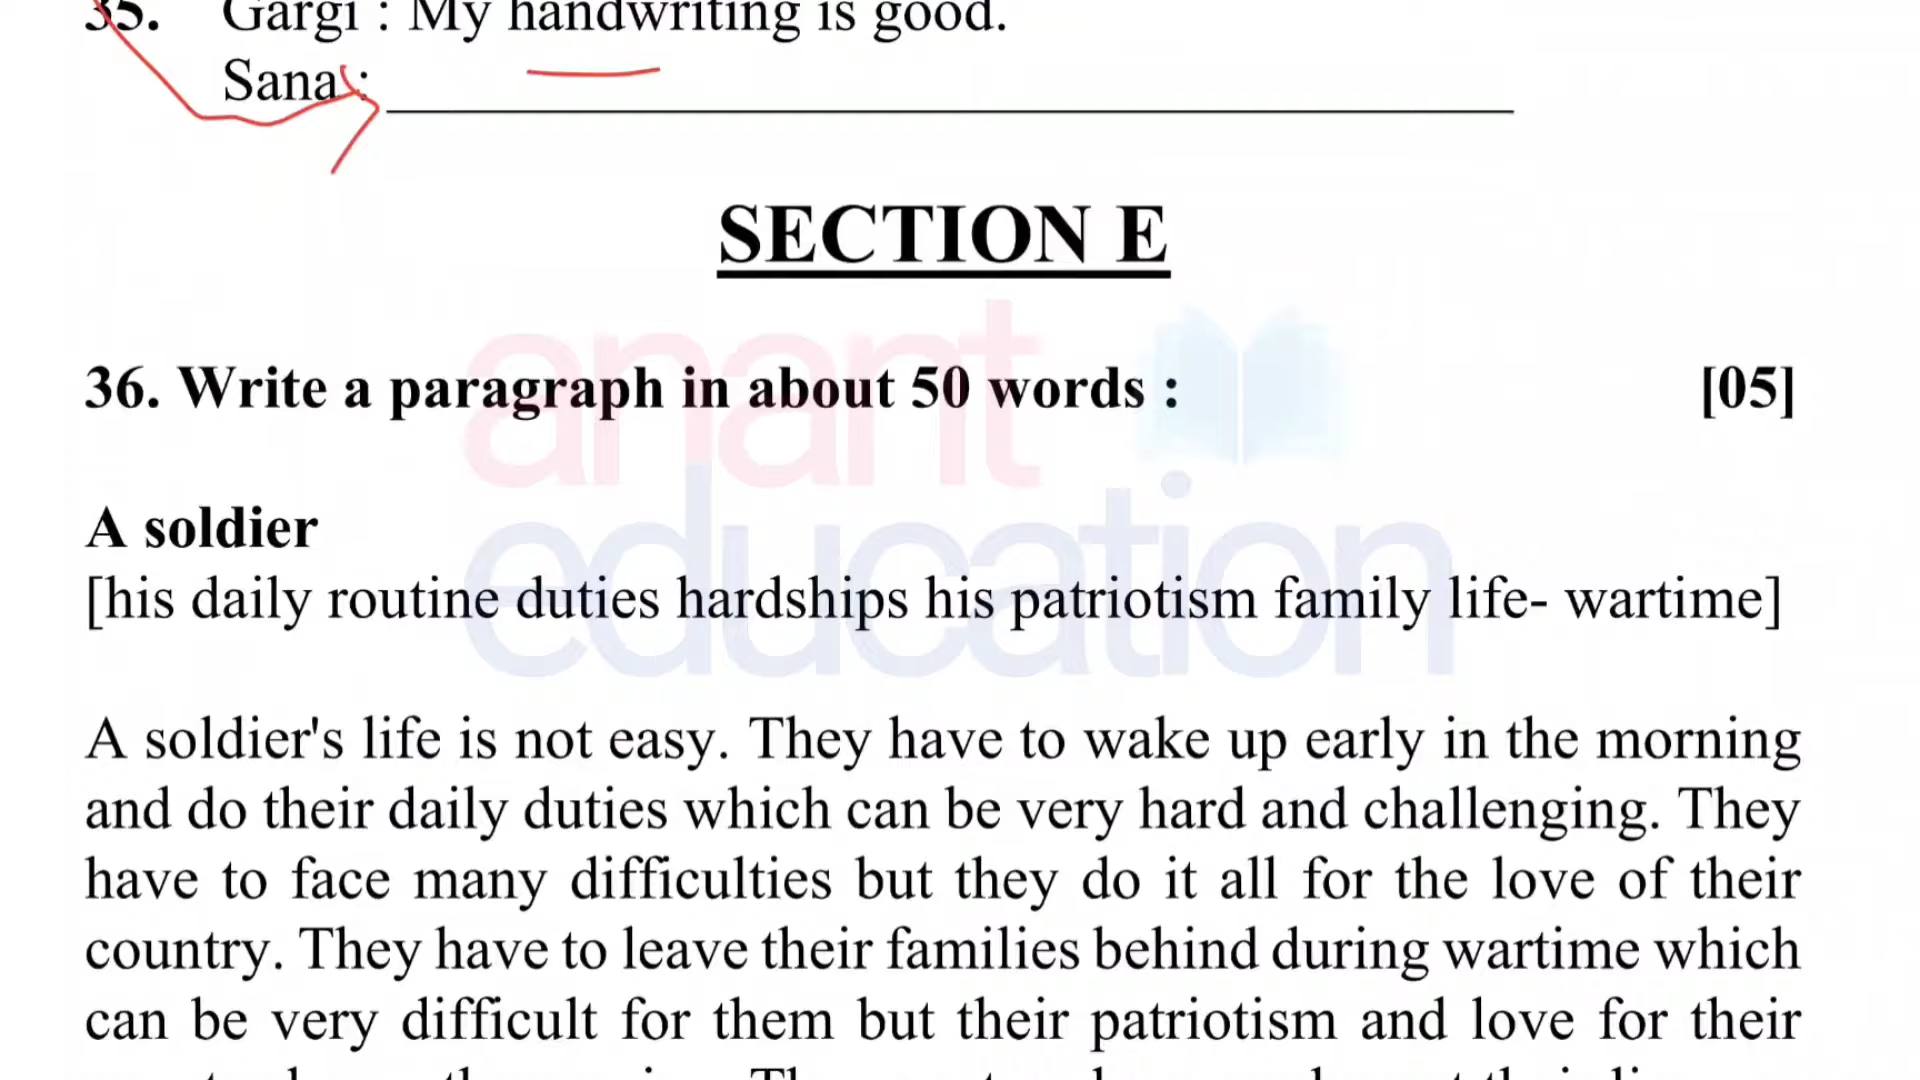 35. Gargi : My handwriting is good.
Sana :
SECTION E
36. Write a paragraph in about 50 words : [05]
anant
education
A soldier
[his daily routine duties hardships his patriotism family life- wartime]
A soldier's life is not easy. They have to wake up early in the morning
and do their daily duties which can be very hard and challenging. They
have to face many difficulties but they do it all for the love of their
country. They have to leave their families behind during wartime which
can be very difficult for them but their patriotism and love for their